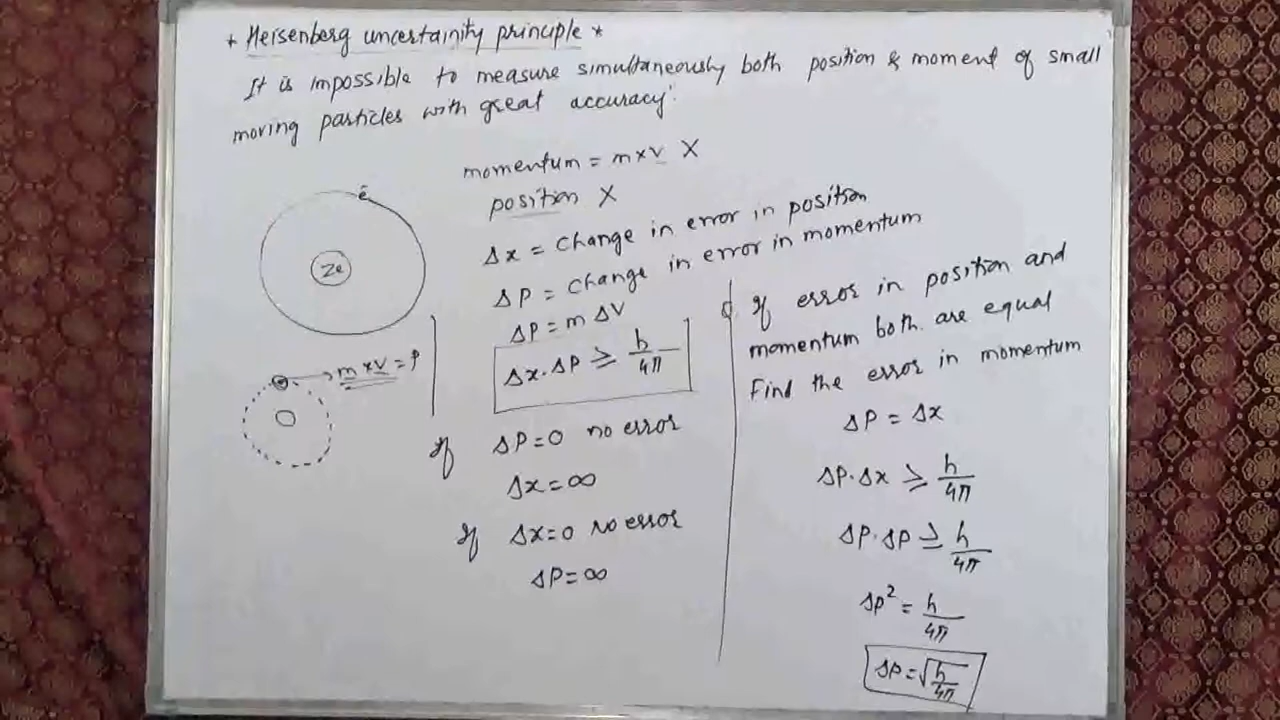 * Heisenberg uncertainity principle *
It is impossible to measure simultaneously both position & moment of small
moving particles with great accuracy.
momentum = m×v X
position X
Δx = Change in error in position
ΔP = Change in error in momentum
ΔP = m ΔV
Δx·ΔP ≥ h/4π
If ΔP=0 no error
Δx=∞
If Δx=0 no error
ΔP=∞
e⁻
Ze
m×v = P
If error in position and
momentum both are equal
Find the error in momentum
ΔP = Δx
ΔP·Δx ≥ h/4π
ΔP·ΔP ≥ h/4π
ΔP² = h/4π
ΔP = √h/4π